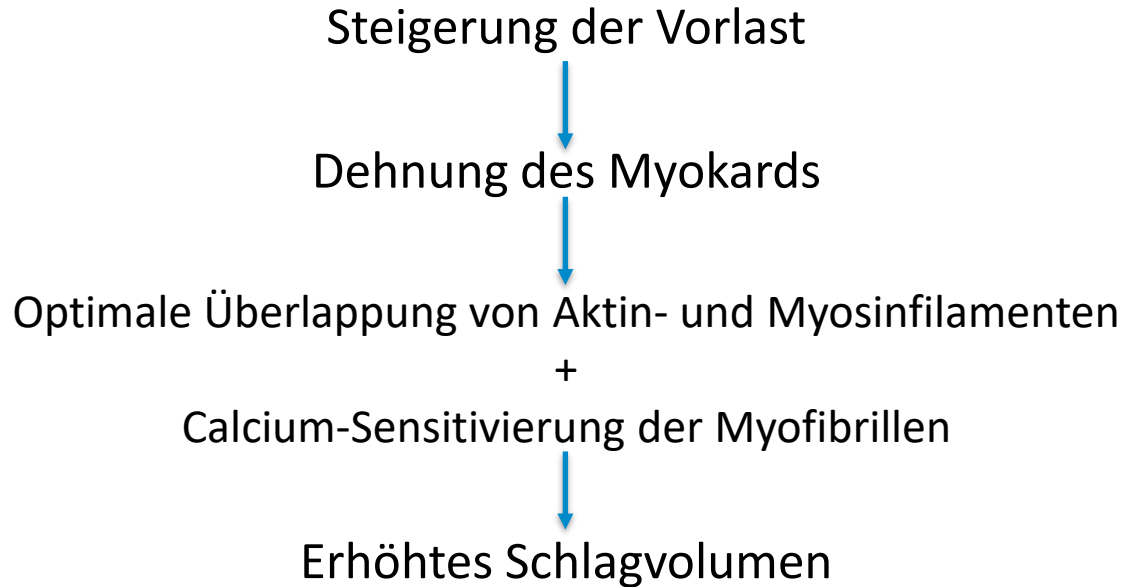 Steigerung der Vorlast
Dehnung des Myokards
Optimale Überlappung von Aktin- und Myosinfilamenten
+
Calcium-Sensitivierung der Myofibrillen
Erhöhtes Schlagvolumen